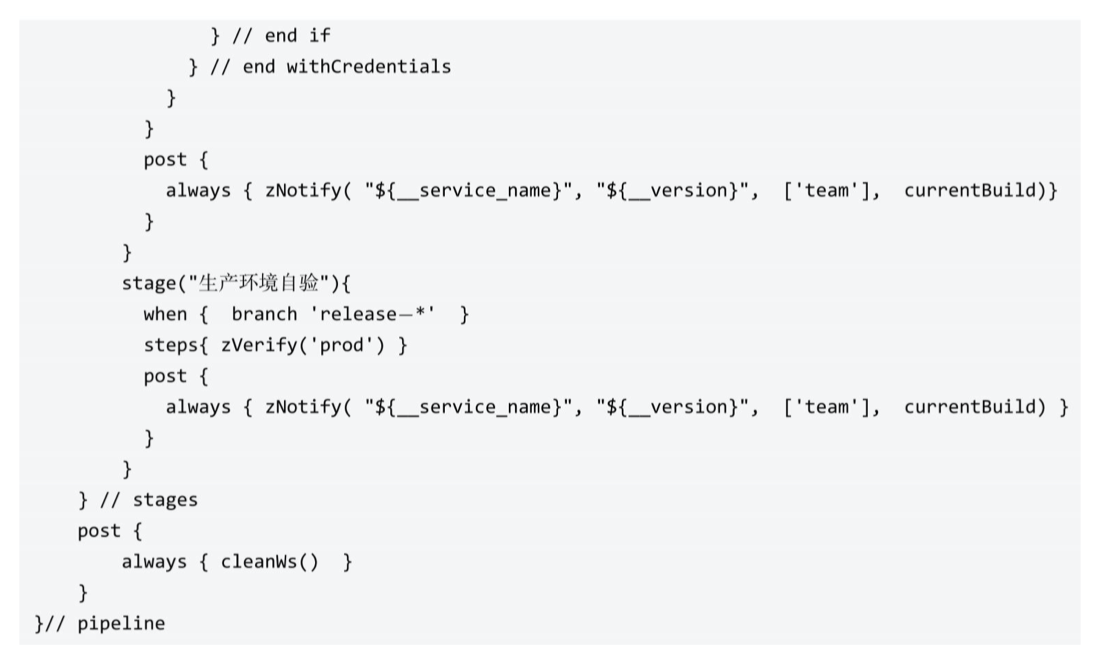 } // end if
} // end withCredentials
}
}
post {
always { zNotify( "${__service_name}", "${__version}",  ['team'],  currentBuild)}
}
}
stage("生产环境自验"){
when {  branch 'release—*'  }
steps{ zVerify('prod') }
post {
always { zNotify( "${__service_name}", "${__version}",  ['team'],  currentBuild) }
}
}
} // stages
post {
always { cleanWs()  }
}
}// pipeline